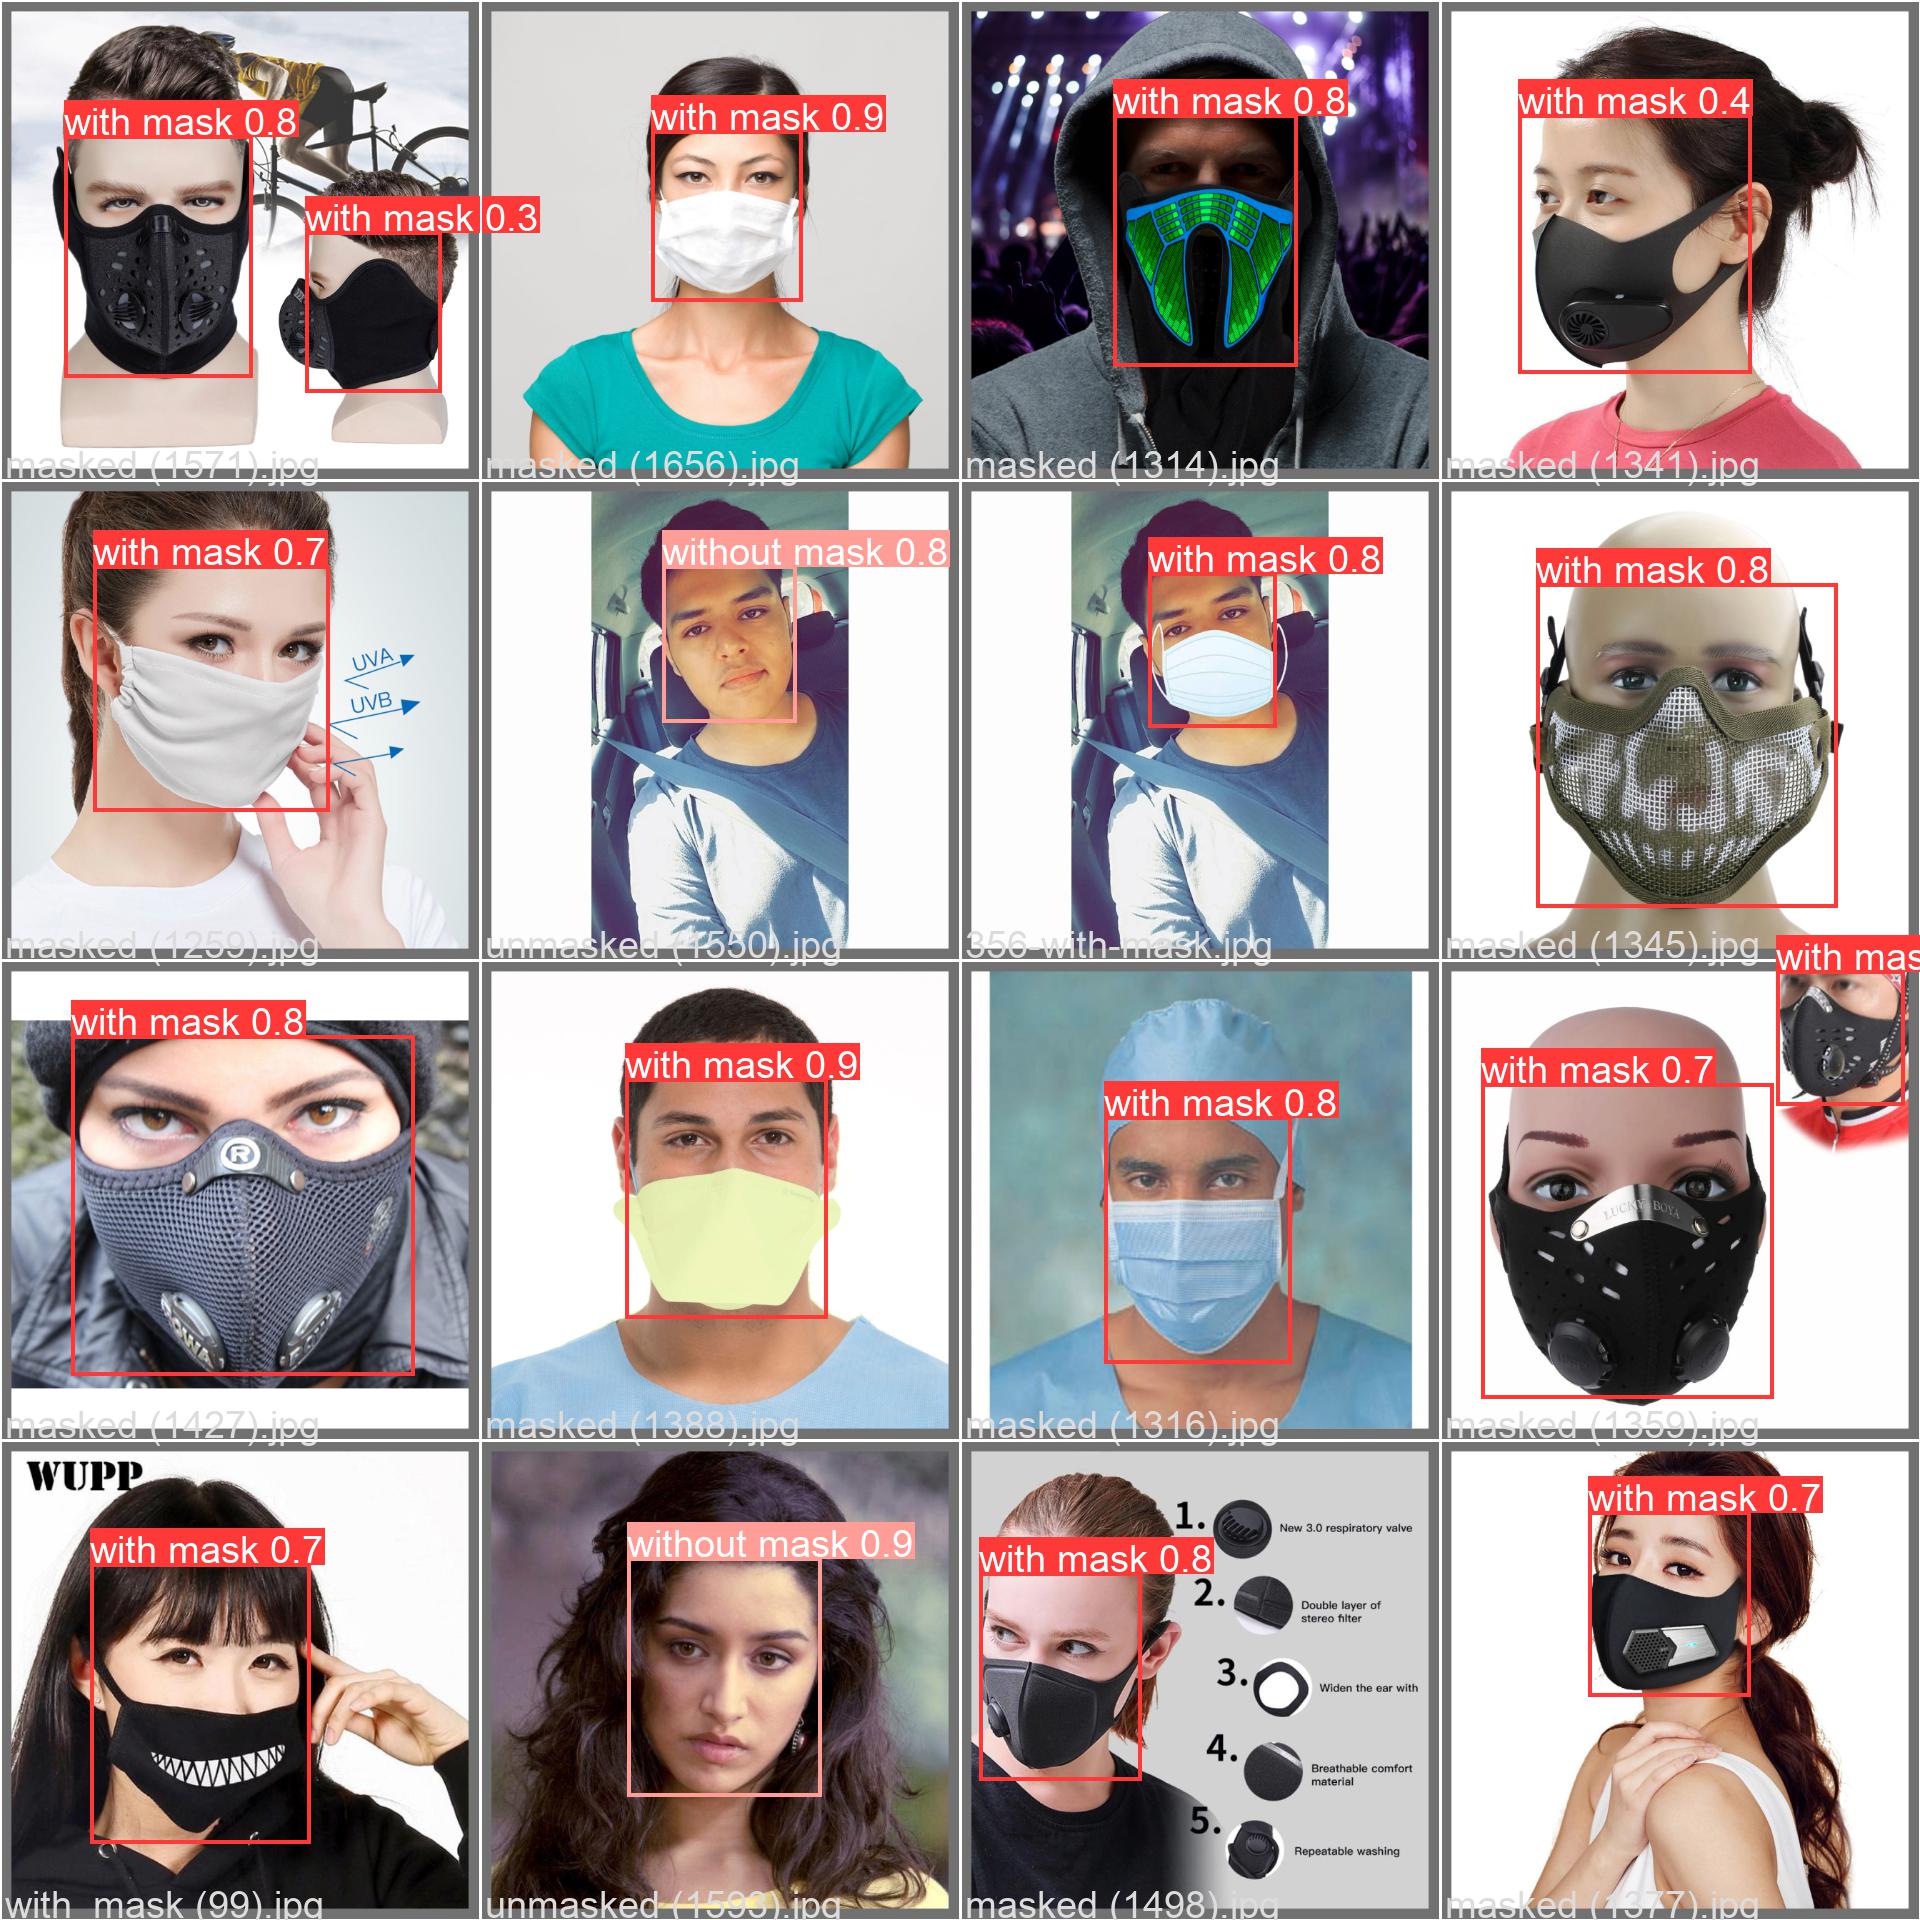 with mask 0.8
with mask 0.3
masked (1571).jpg
with mask 0.9
masked (1656).jpg
with mask 0.8
masked (1314).jpg
with mask 0.4
masked (1341).jpg
with mask 0.7
UVA
UVB
masked (1259).jpg
without mask 0.8
unmasked (1550).jpg
with mask 0.8
356-with-mask.jpg
with mask 0.8
masked (1345).jpg
with mask 0.8
R
masked (1427).jpg
with mask 0.9
masked (1388).jpg
with mask 0.8
masked (1316).jpg
with mas
with mask 0.7
LUCKY BOYA
masked (1359).jpg
WUPP
with mask 0.7
with_mask (99).jpg
without mask 0.9
unmasked (1593).jpg
with mask 0.8
1. New 3.0 respiratory valve
2. Double layer of
stereo filter
3. Widen the ear with
4. Breathable comfort
material
5. Repeatable washing
masked (1498).jpg
with mask 0.7
masked (1377).jpg